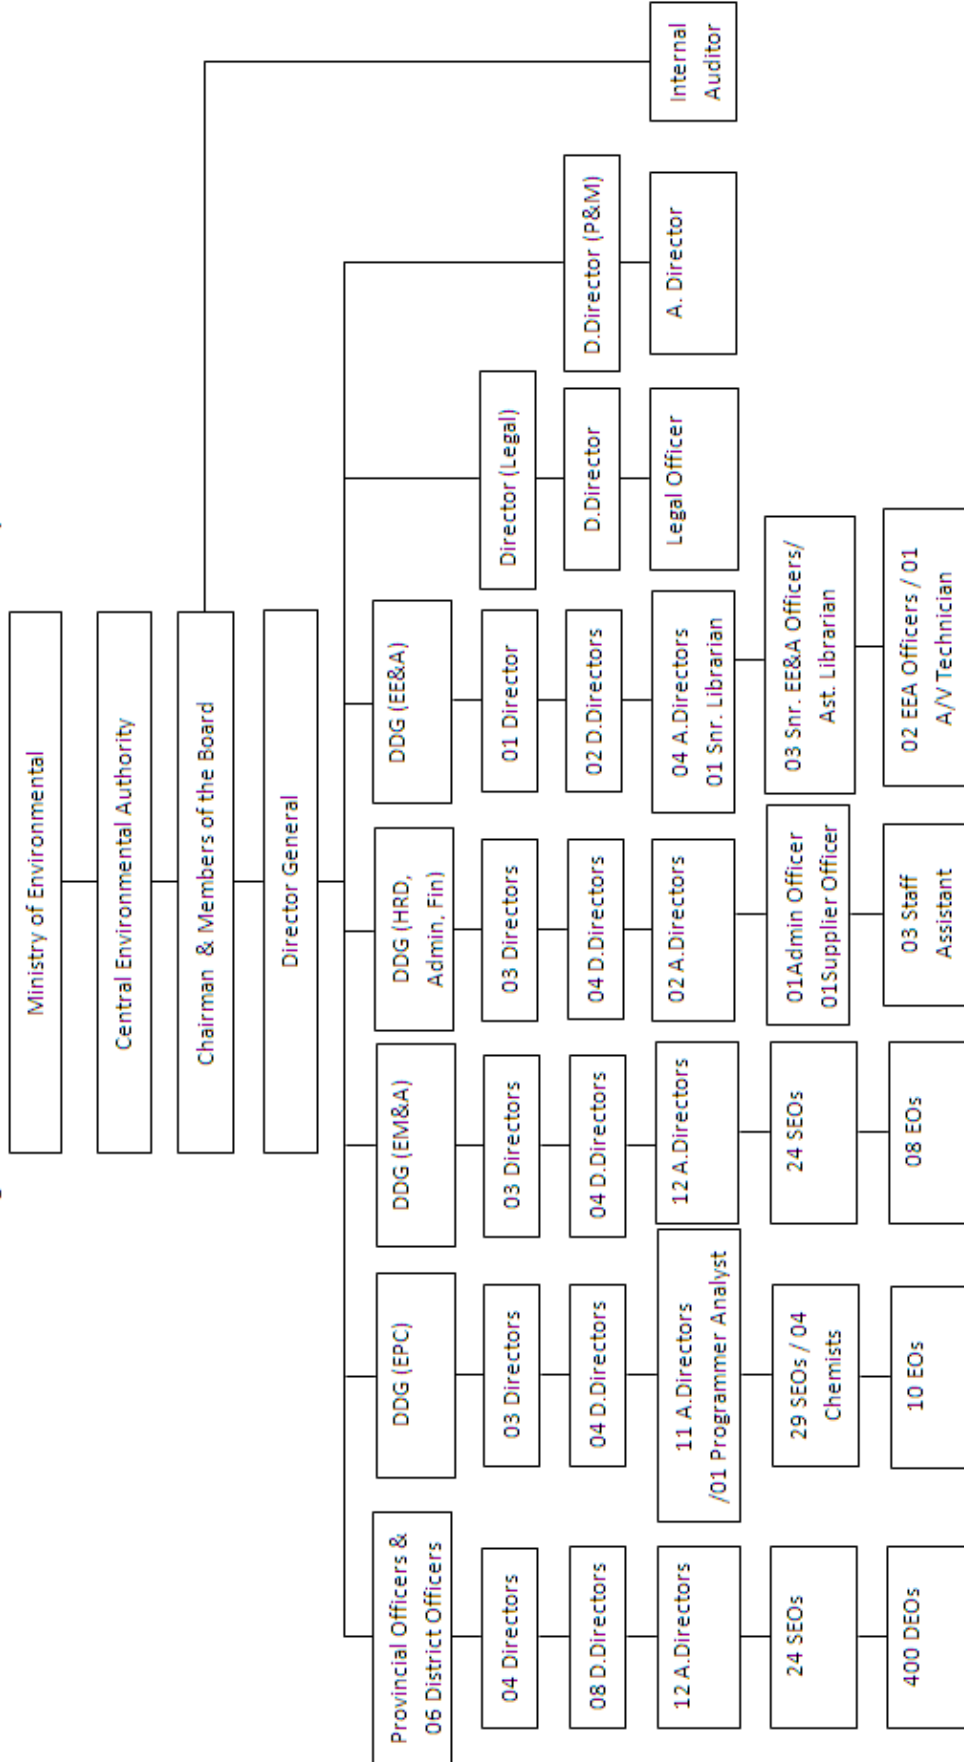 Ministry of Environmental
Central Environmental Authority
Chairman & Members of the Board
Director General
Provincial Officers &
06 District Officers
04 Directors
08 D.Directors
12 A.Directors
24 SEOs
400 DEOs
DDG (EPC)
03 Directors
04 D.Directors
11 A.Directors
/01 Programmer Analyst
29 SEOs / 04
Chemists
10 EOs
DDG (EM&A)
03 Directors
04 D.Directors
12 A.Directors
24 SEOs
08 EOs
DDG (HRD,
Admin, Fin)
03 Directors
04 D.Directors
02 A.Directors
01Admin Officer
01Supplier Officer
03 Staff
Assistant
DDG (EE&A)
01 Director
02 D.Directors
04 A.Directors
01 Snr. Librarian
03 Snr. EE&A Officers/
Ast. Librarian
02 EEA Officers / 01
A/V Technician
Director (Legal)
D.Director
Legal Officer
D.Director (P&M)
A. Director
Internal
Auditor